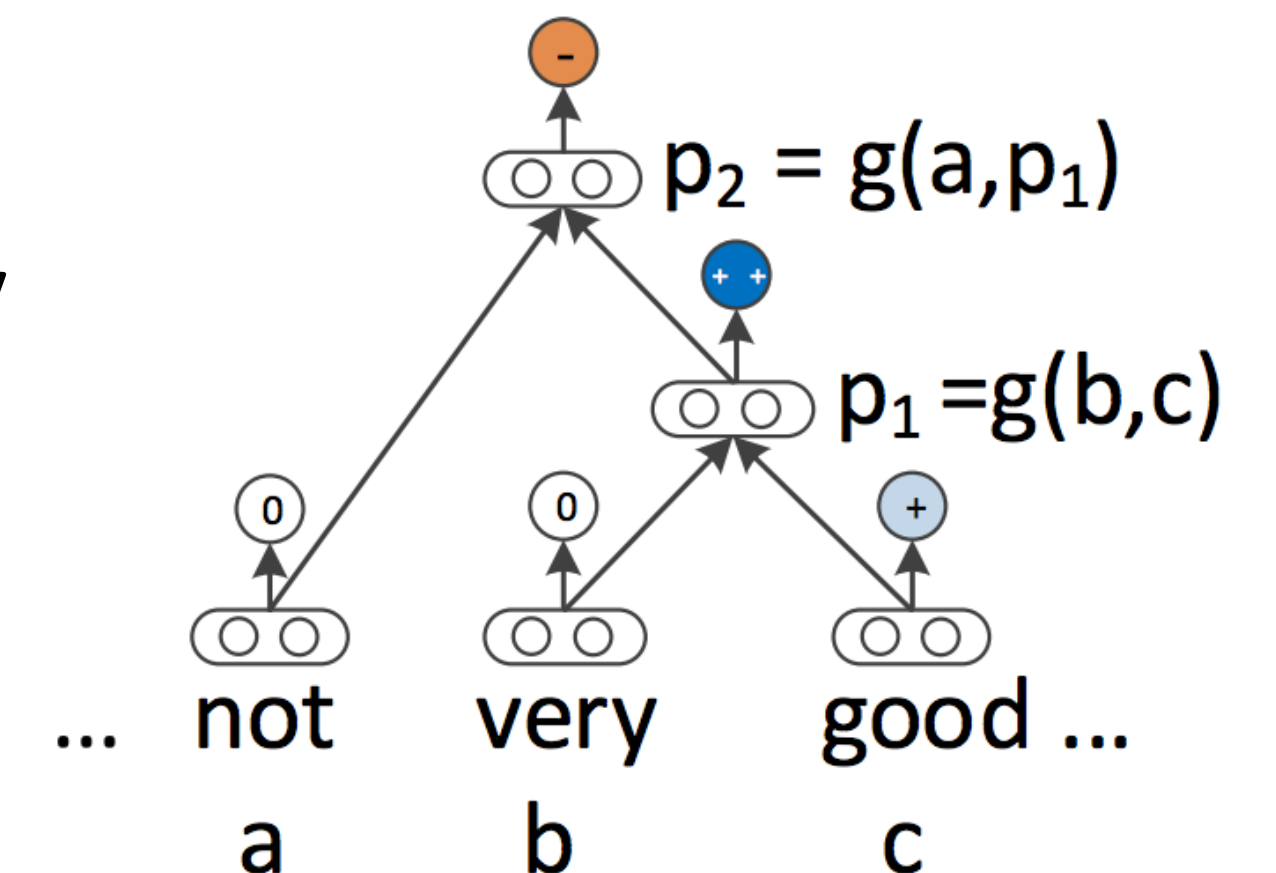 -
p₂ = g(a,p₁)
+ +
p₁ =g(b,c)
0 0 +
... not very good ...
a b c